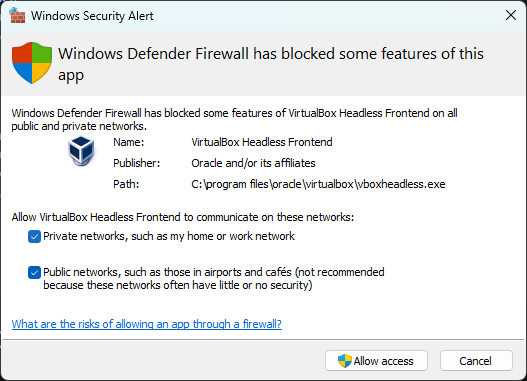 Windows Security Alert
Windows Defender Firewall has blocked some features of this
app
Windows Defender Firewall has blocked some features of VirtualBox Headless Frontend on all
public and private networks.
Name: VirtualBox Headless Frontend
Publisher: Oracle and/or its affiliates
Path: C:\program files\oracle\virtualbox\vboxheadless.exe
Allow VirtualBox Headless Frontend to communicate on these networks:
Private networks, such as my home or work network
Public networks, such as those in airports and cafés (not recommended
because these networks often have little or no security)
What are the risks of allowing an app through a firewall?
Allow access Cancel